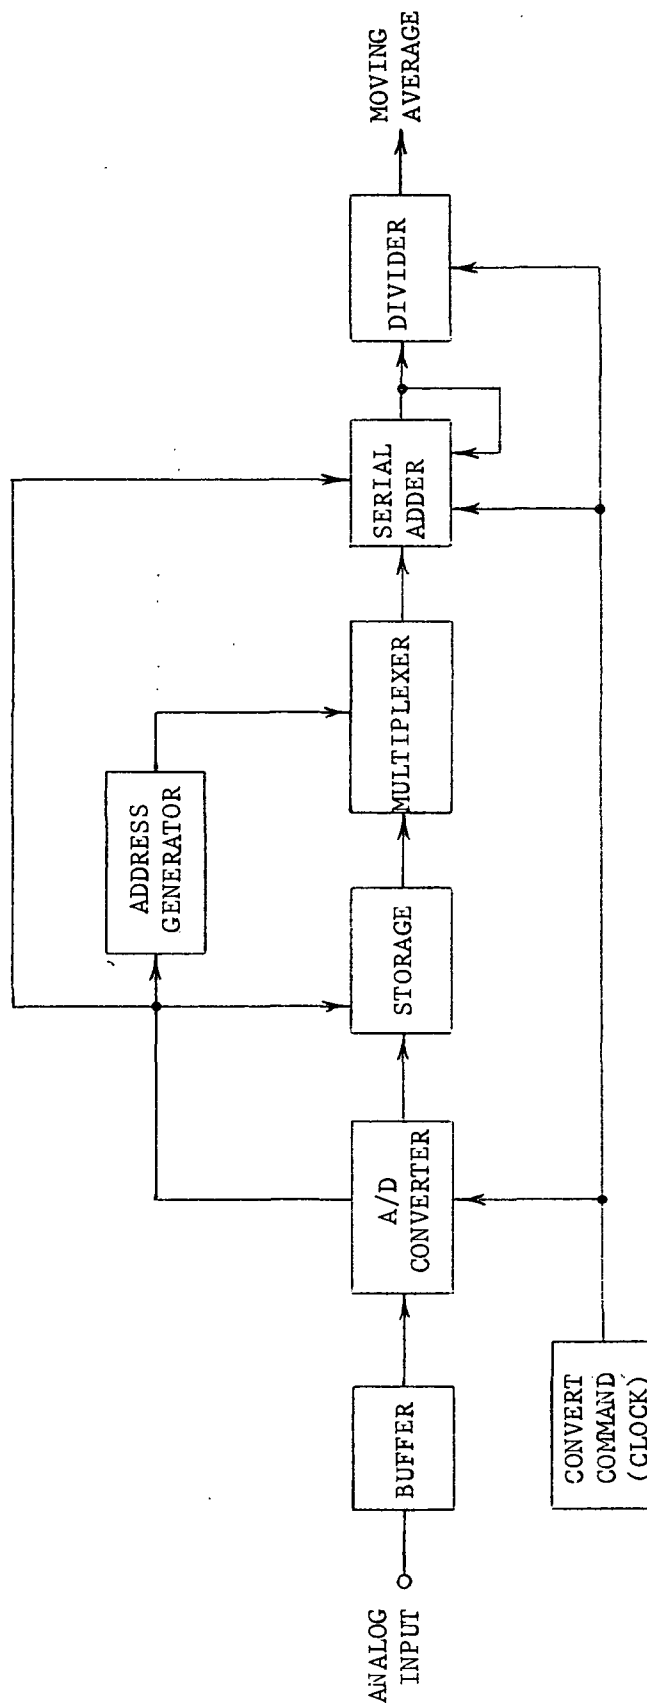 ANALOG
INPUT
BUFFER
CONVERT
COMMAND
(CLOCK)
A/D
CONVERTER
STORAGE
ADDRESS
GENERATOR
MULTIPLEXER
SERIAL
ADDER
DIVIDER
MOVING
AVERAGE